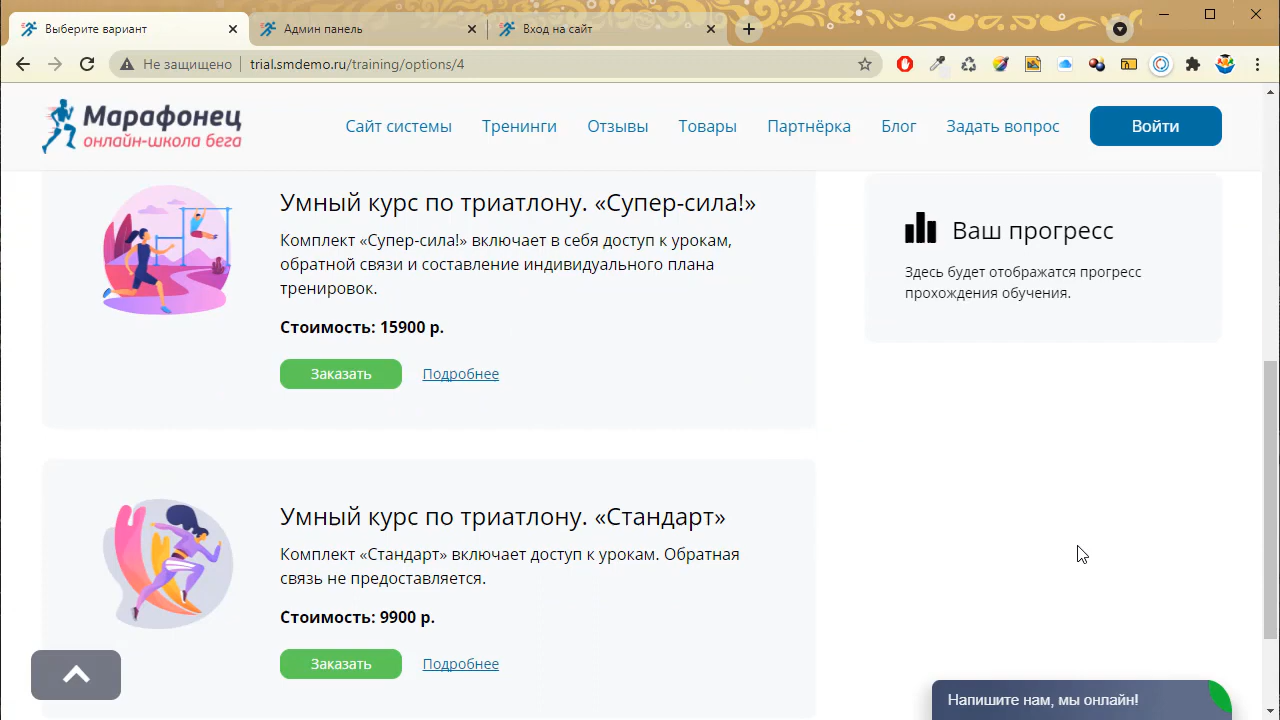 Выберите вариант
Админ панель
Вход на сайт
Не защищено
trial.smdemo.ru/training/options/4
Марафонец
онлайн-школа бега
Сайт системы
Тренинги
Отзывы
Товары
Партнёрка
Блог
Задать вопрос
Войти
Умный курс по триатлону. «Супер-сила!»
Комплект «Супер-сила!» включает в себя доступ к урокам,
обратной связи и составление индивидуального плана
тренировок.
Стоимость: 15900 р.
Заказать
Подробнее
Ваш прогресс
Здесь будет отображатся прогресс
прохождения обучения.
Умный курс по триатлону. «Стандарт»
Комплект «Стандарт» включает доступ к урокам. Обратная
связь не предоставляется.
Стоимость: 9900 р.
Заказать
Подробнее
Напишите нам, мы онлайн!